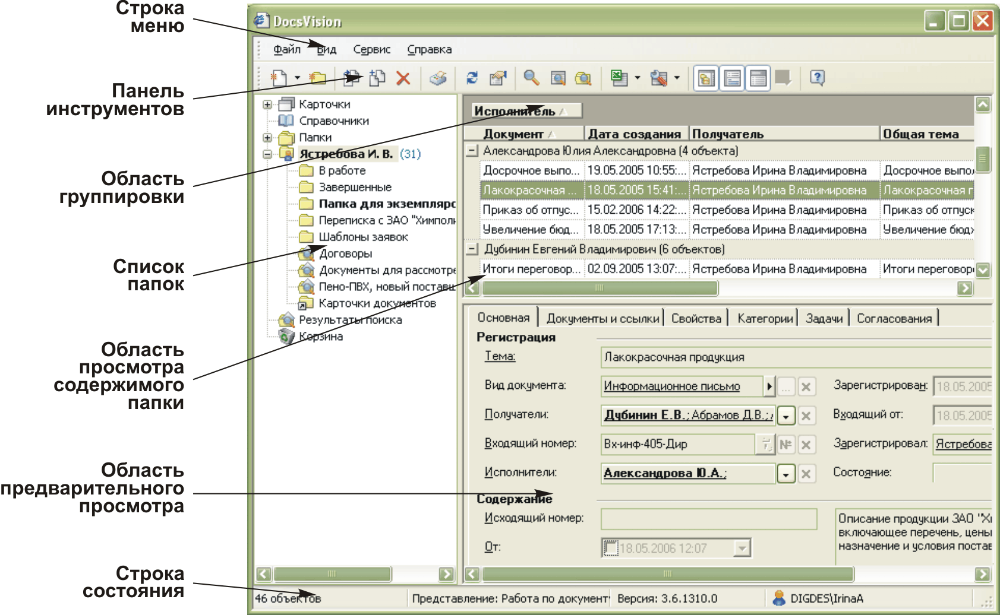 Строка
меню
Панель
инструментов
Область
группировки
Список
папок
Область
просмотра
содержимого
папки
Область
предварительного
просмотра
Строка
состояния
DocsVision
Файл Вид Сервис Справка
Карточки
Справочники
Папки
Ястребова И. В. (31)
В работе
Завершенные
Папка для экземпляро
Переписка с ЗАО "Химполи
Шаблоны заявок
Договоры
Документы для рассмотре
Пено-ПВХ, новый поставщ
Карточки документов
Результаты поиска
Корзина
Исполнитель
Документ Дата создания Получатель Общая тема
Александрова Юлия Александровна (4 объекта)
Досрочное выпо... 19.05.2005 10:55:... Ястребова Ирина Владимировна Досрочное выпол
Лакокрасочная ... 18.05.2005 15:41:... Ястребова Ирина Владимировна Лакокрасочная п
Приказ об отпус... 15.02.2006 14:22:... Ястребова Ирина Владимировна Приказ об отпуск
Увеличение бюд... 18.05.2005 17:13:... Ястребова Ирина Владимировна Увеличение бюдж
Дубинин Евгений Владимирович (6 объектов)
Итоги переговор... 02.09.2005 13:07:... Ястребова Ирина Владимировна Итоги переговоро
Основная Документы и ссылки Свойства Категории Задачи Согласования
Регистрация
Тема: Лакокрасочная продукция
Вид документа: Информационное письмо ... Зарегистрирован: 18.05.2005
Получатели: Дубинин Е.В.; Абрамов Д.В.; Входящий от: 18.05.2005
Входящий номер: Вх-инф-405-Дир № Зарегистрировал: Ястребова
Исполнители: Александрова Ю.А.; Состояние:
Содержание
Исходящий номер:
От: 18.05.2006 12:07
Описание продукции ЗАО "Хи
включающее перечень, цены
назначение и условия постав
46 объектов Представление: Работа по документ Версия: 3.6.1310.0 DIGDES\IrinaA